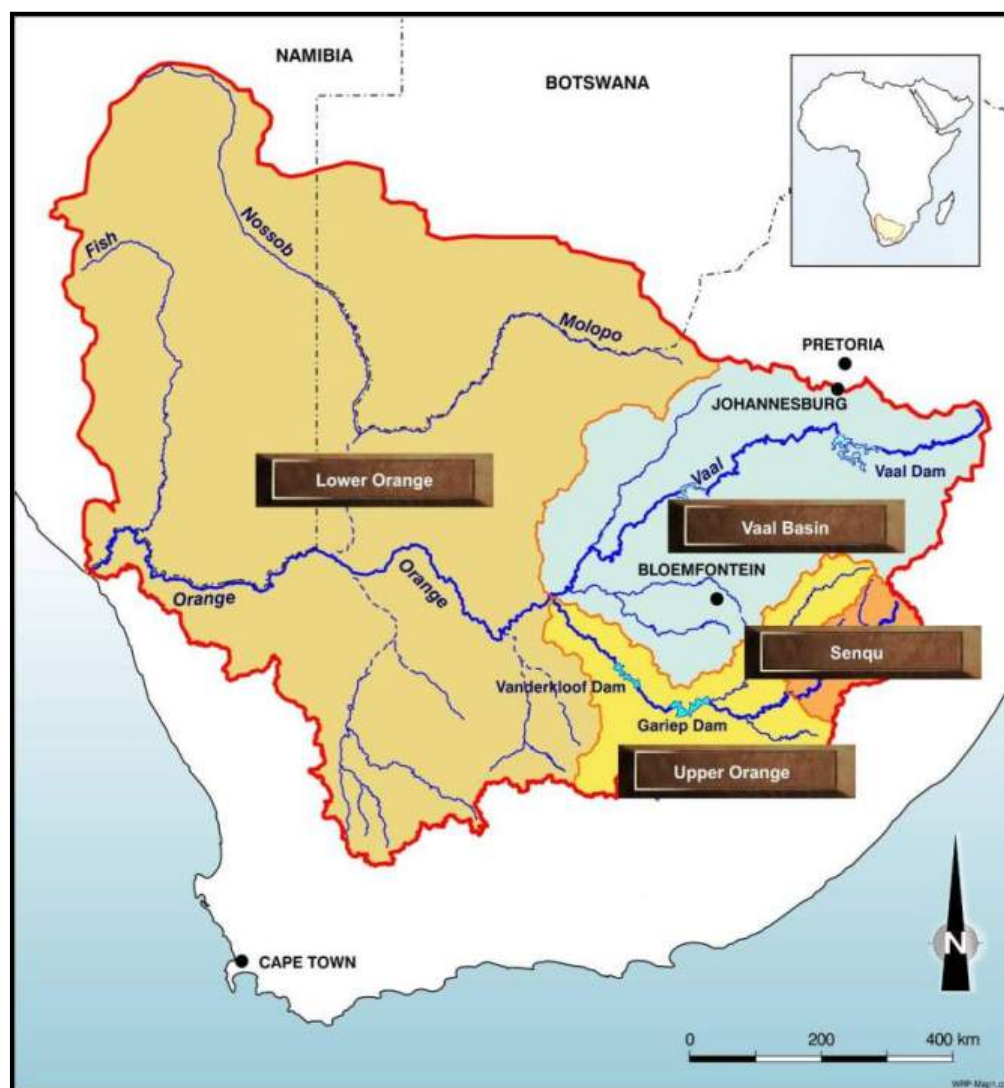 NAMIBIA
BOTSWANA
Nossob
Fish
Molopo
PRETORIA
JOHANNESBURG
Lower Orange
Vaal
Vaal Dam
Vaal Basin
BLOEMFONTEIN
Orange
Orange
Senqu
Vanderkloof Dam
Gariep Dam
Upper Orange
N
CAPE TOWN
0 200 400 km